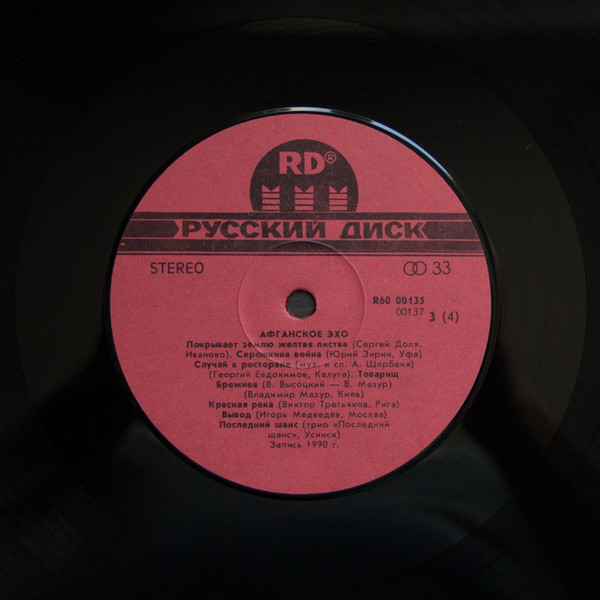 RD®
РУССКИЙ ДИСК
STEREO
33
R60 00135
00137 3 (4)
АФГАНСКОЕ ЭХО
Покрывает землю желтая листва (Сергей Доля,
Иваново). Сережкина война (Юрий Зирин, Уфа)
Случай в ресторане (муз. и сл. А. Щербаня)
(Георгий Евдокимов, Калуга). Товарищ
Брежнев (В. Высоцкий — В. Мазур)
(Владимир Мазур, Киев)
Красная река (Виктор Третьяков, Рига)
Вывод (Игорь Медведев, Москва)
Последний шанс (трио «Последний
шанс», Усинск)
Запись 1990 г.